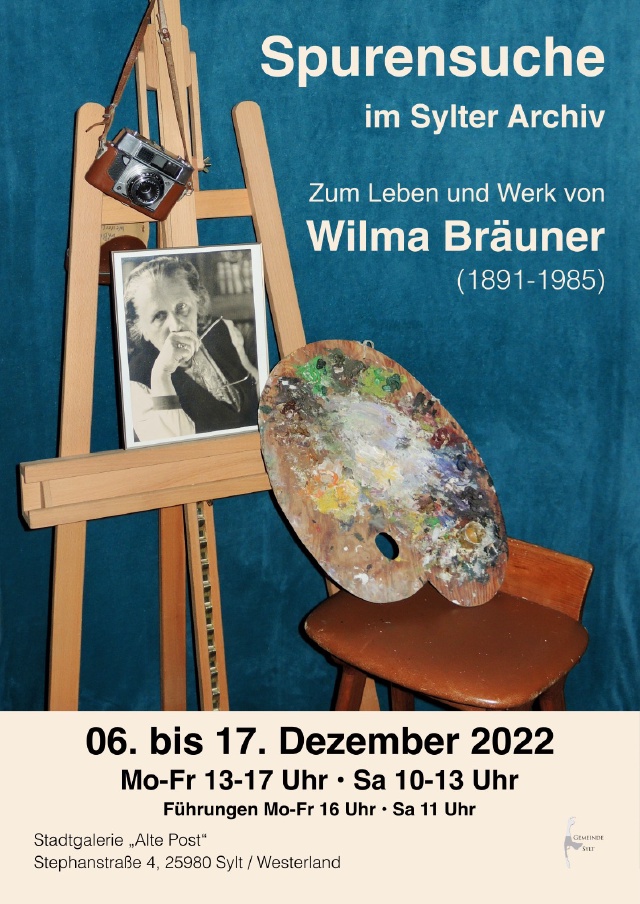 Spurensuche
im Sylter Archiv
Zum Leben und Werk von
Wilma Bräuner
(1891-1985)
06. bis 17. Dezember 2022
Mo-Fr 13-17 Uhr • Sa 10-13 Uhr
Führungen Mo-Fr 16 Uhr • Sa 11 Uhr
Stadtgalerie „Alte Post“
Stephanstraße 4, 25980 Sylt / Westerland
GEMEINDE
SYLT